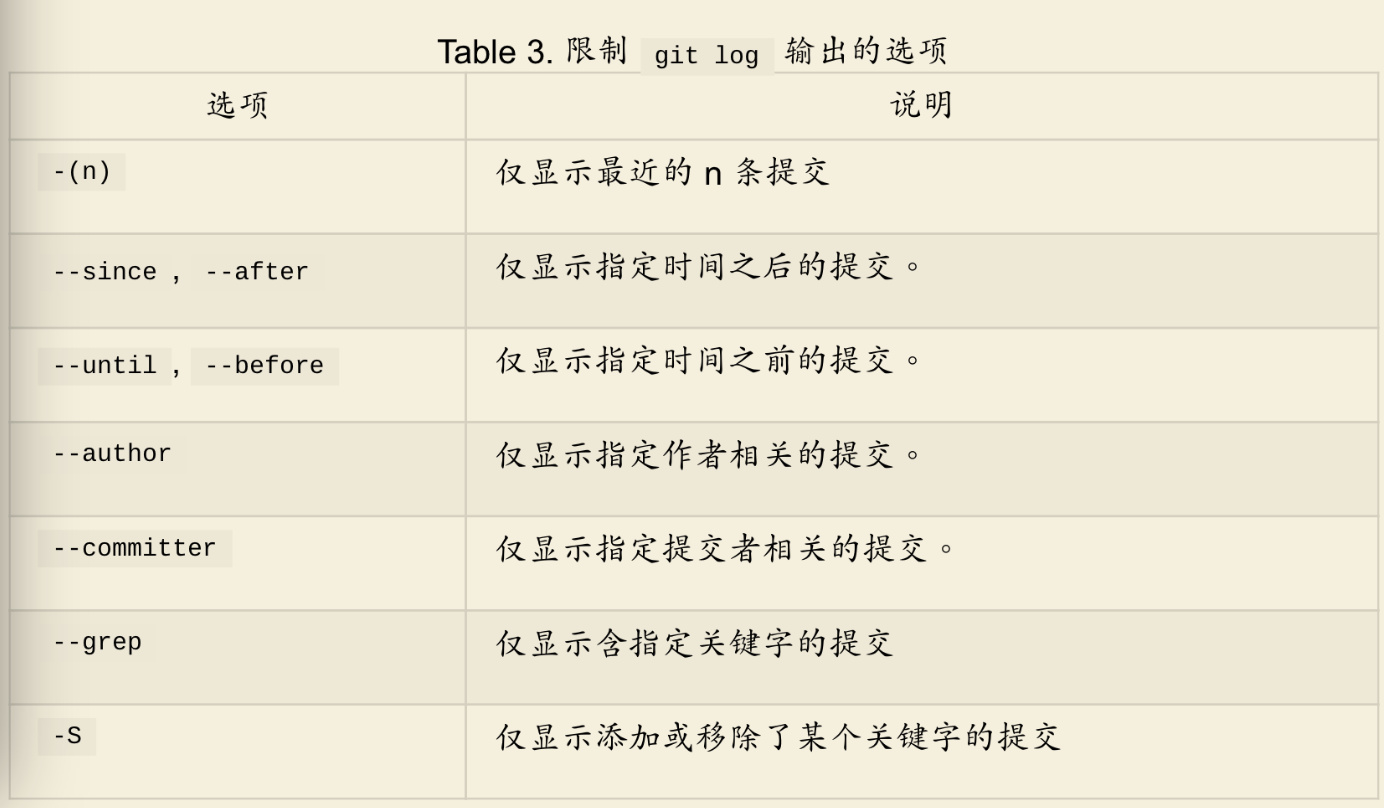 Table 3. 限制 git log 输出的选项
选项 说明
-(n) 仅显示最近的 n 条提交
--since , --after 仅显示指定时间之后的提交。
--until , --before 仅显示指定时间之前的提交。
--author 仅显示指定作者相关的提交。
--committer 仅显示指定提交者相关的提交。
--grep 仅显示含指定关键字的提交
-S 仅显示添加或移除了某个关键字的提交